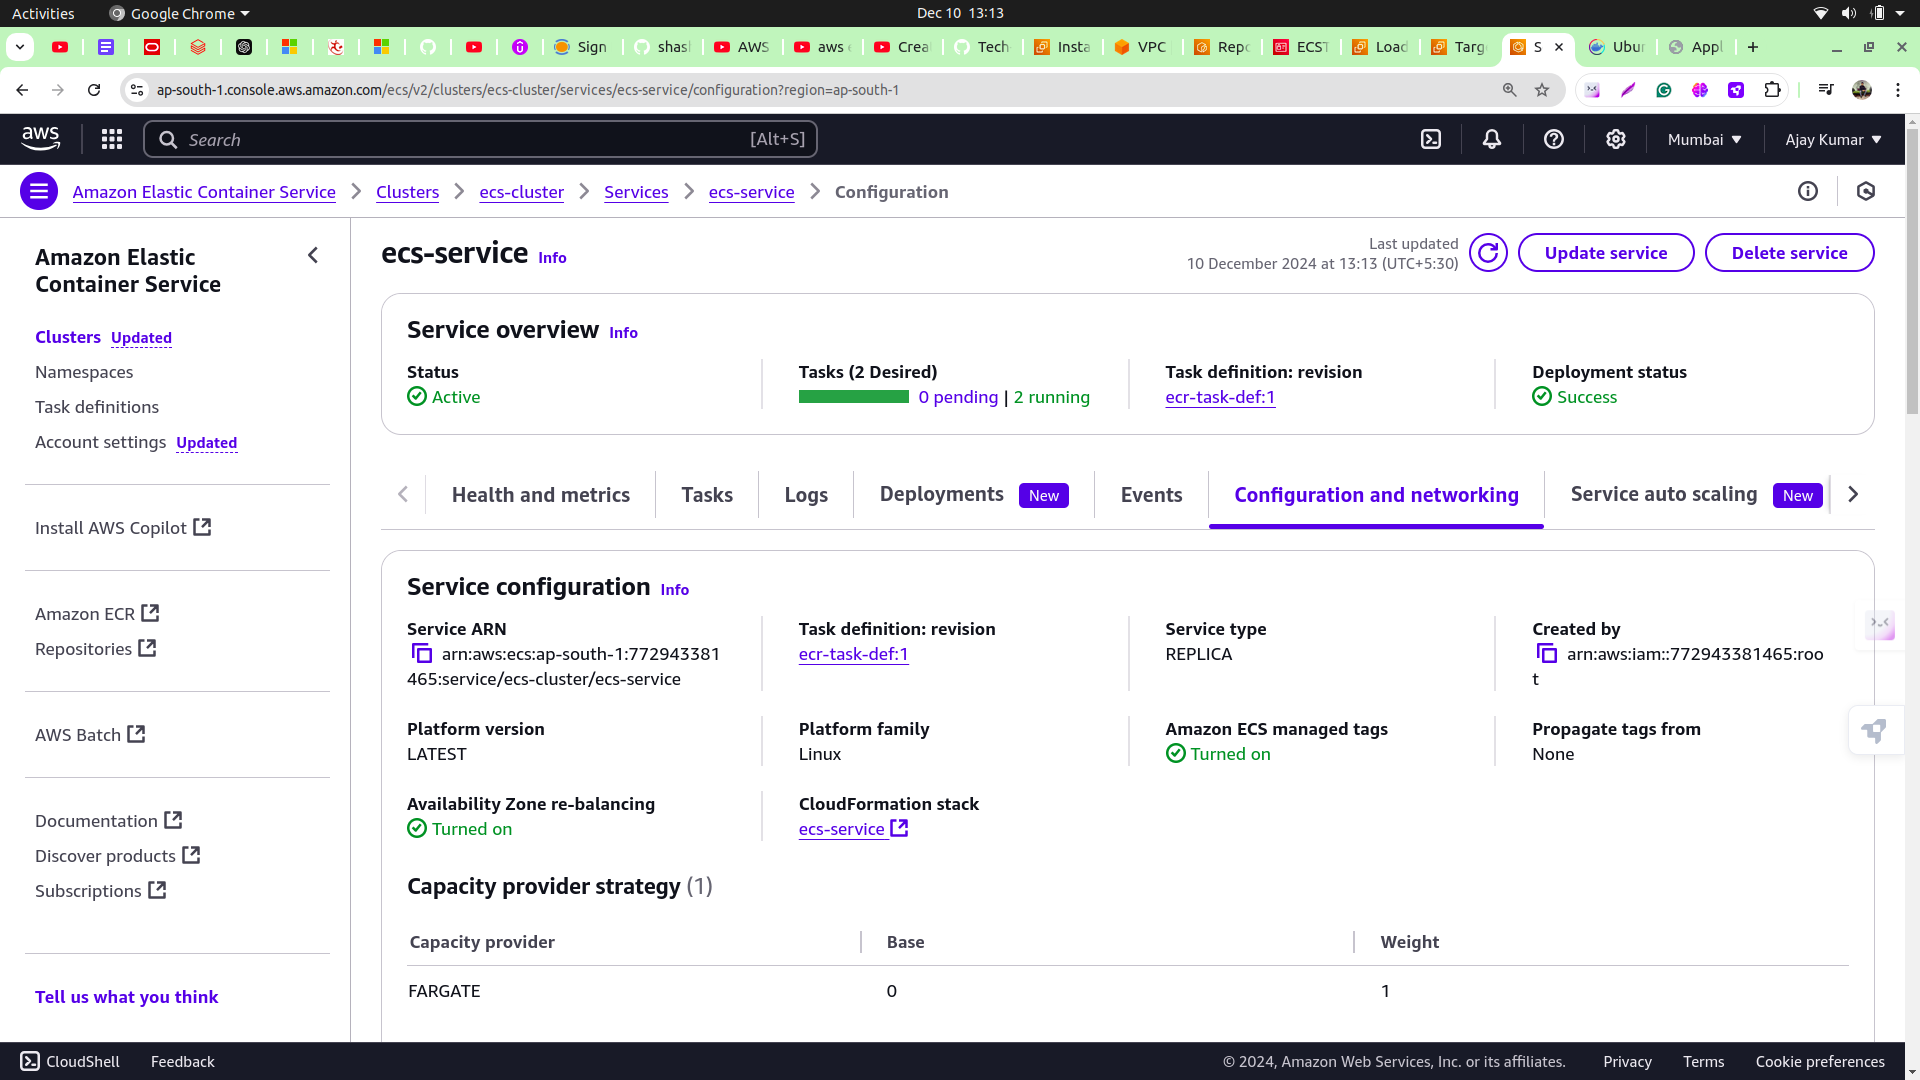 Activities
Google Chrome
Dec 10 13:13
Sign
shas
AWS
aws
Crea
Tech
Insta
VPC
Repo
ECST
Load
Targ
S
Ubun
Appl
ap-south-1.console.aws.amazon.com/ecs/v2/clusters/ecs-cluster/services/ecs-service/configuration?region=ap-south-1
aws
Search
[Alt+S]
Mumbai
Ajay Kumar
Amazon Elastic Container Service
Clusters
ecs-cluster
Services
ecs-service
Configuration
Amazon Elastic
Container Service
Clusters Updated
Namespaces
Task definitions
Account settings Updated
Install AWS Copilot
Amazon ECR
Repositories
AWS Batch
Documentation
Discover products
Subscriptions
Tell us what you think
ecs-service Info
Last updated
10 December 2024 at 13:13 (UTC+5:30)
Update service
Delete service
Service overview Info
Status
Active
Tasks (2 Desired)
0 pending | 2 running
Task definition: revision
ecr-task-def:1
Deployment status
Success
Health and metrics
Tasks
Logs
Deployments New
Events
Configuration and networking
Service auto scaling New
Service configuration Info
Service ARN
arn:aws:ecs:ap-south-1:772943381
465:service/ecs-cluster/ecs-service
Task definition: revision
ecr-task-def:1
Service type
REPLICA
Created by
arn:aws:iam::772943381465:roo
t
Platform version
LATEST
Platform family
Linux
Amazon ECS managed tags
Turned on
Propagate tags from
None
Availability Zone re-balancing
Turned on
CloudFormation stack
ecs-service
Capacity provider strategy (1)
Capacity provider
Base
Weight
FARGATE
0
1
CloudShell
Feedback
© 2024, Amazon Web Services, Inc. or its affiliates.
Privacy
Terms
Cookie preferences